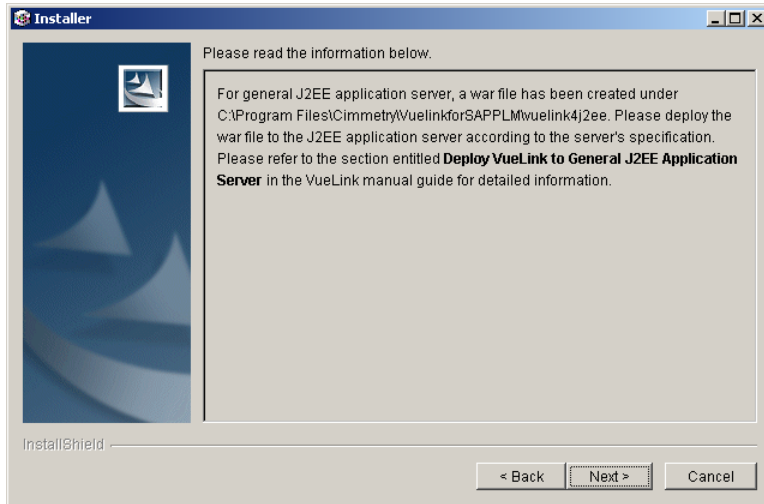 Installer
Please read the information below.
For general J2EE application server, a war file has been created under
C:\Program Files\Cimmetry\VuelinkforSAPPLM\vuelink4j2ee. Please deploy the
war file to the J2EE application server according to the server's specification.
Please refer to the section entitled Deploy VueLink to General J2EE Application
Server in the VueLink manual guide for detailed information.
InstallShield
< Back
Next >
Cancel